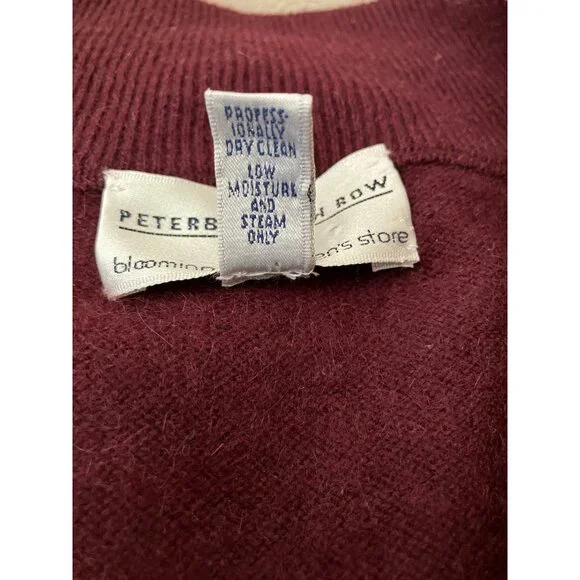 PROFESS-
IONALLY
DRY CLEAN
LOW
MOISTURE
AND
STEAM
ONLY
PETERB H ROW
bloomin en's store